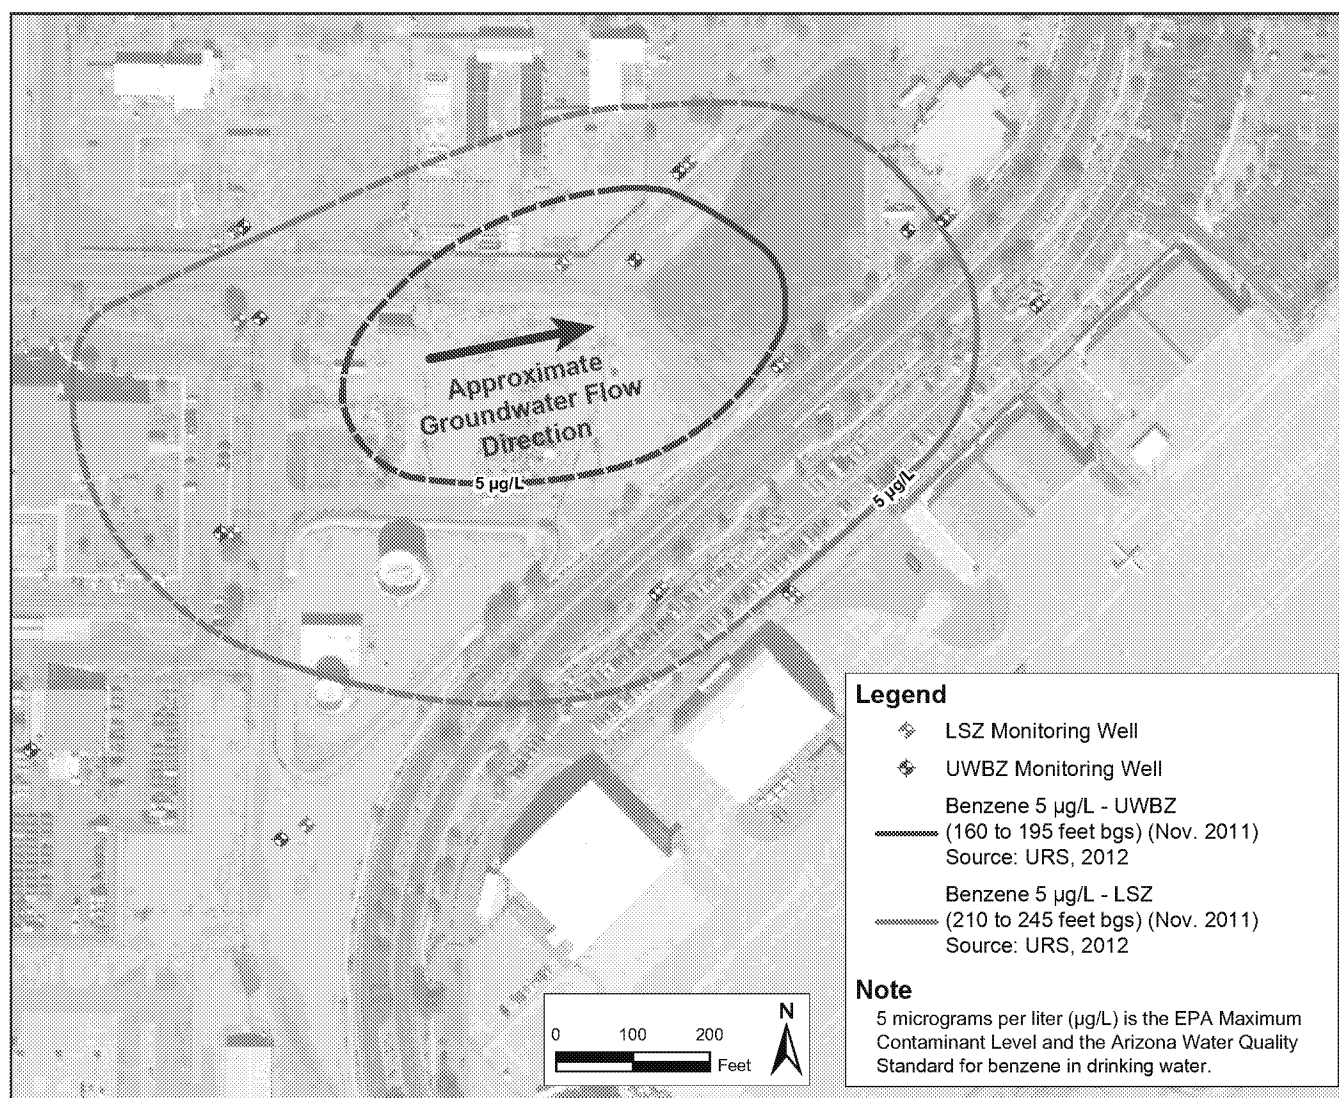 Approximate
Groundwater Flow
Direction
5 µg/L
5 µg/L
Legend
LSZ Monitoring Well
UWBZ Monitoring Well
Benzene 5 µg/L - UWBZ
(160 to 195 feet bgs) (Nov. 2011)
Source: URS, 2012
Benzene 5 µg/L - LSZ
(210 to 245 feet bgs) (Nov. 2011)
Source: URS, 2012
Note
5 micrograms per liter (µg/L) is the EPA Maximum
Contaminant Level and the Arizona Water Quality
Standard for benzene in drinking water.
0 100 200
Feet
N